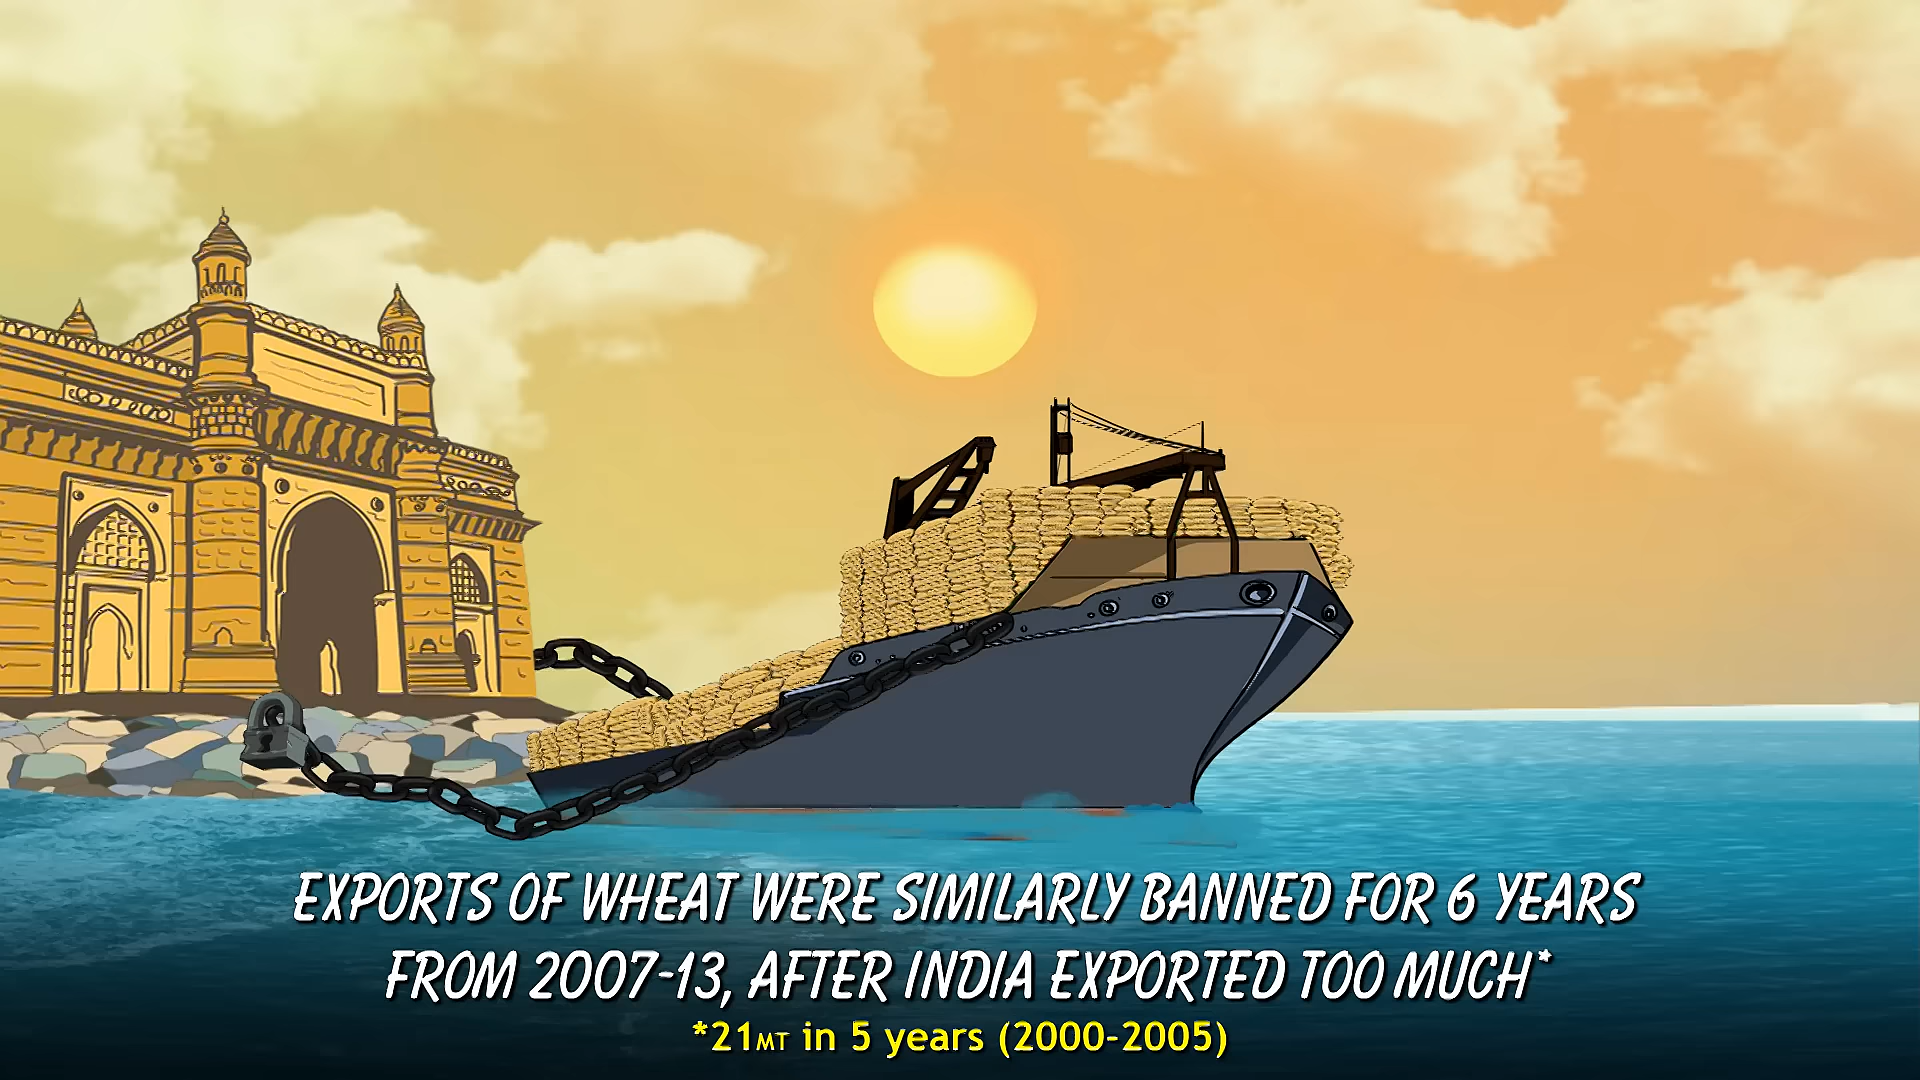 EXPORTS OF WHEAT WERE SIMILARLY BANNED FOR 6 YEARS
FROM 2007-13, AFTER INDIA EXPORTED TOO MUCH*
*21MT in 5 years (2000-2005)